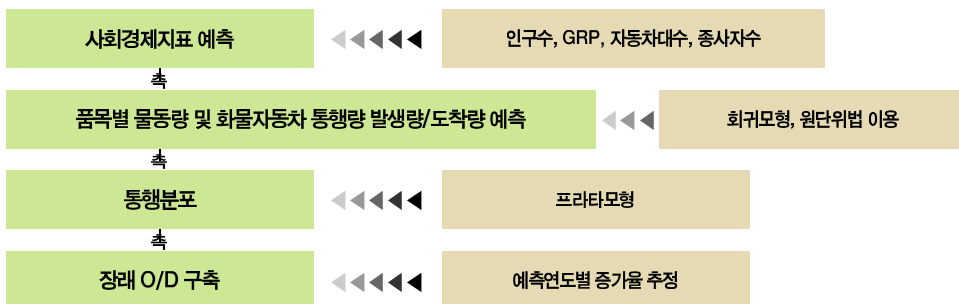 사회경제지표 예측
인구수, GRP, 자동차대수, 종사자수
측
품목별 물동량 및 화물자동차 통행량 발생량/도착량 예측
회귀모형, 원단위법 이용
측
통행분포
프라타모형
측
장래 O/D 구축
예측연도별 증가율 추정